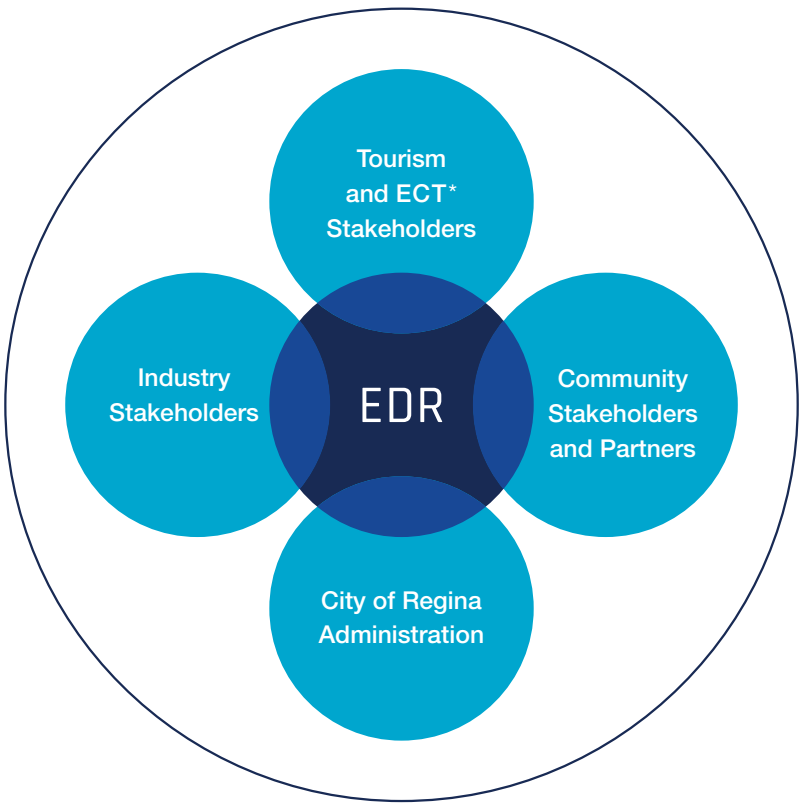 Tourism
and ECT*
Stakeholders
Industry
Stakeholders
EDR
Community
Stakeholders
and Partners
City of Regina
Administration